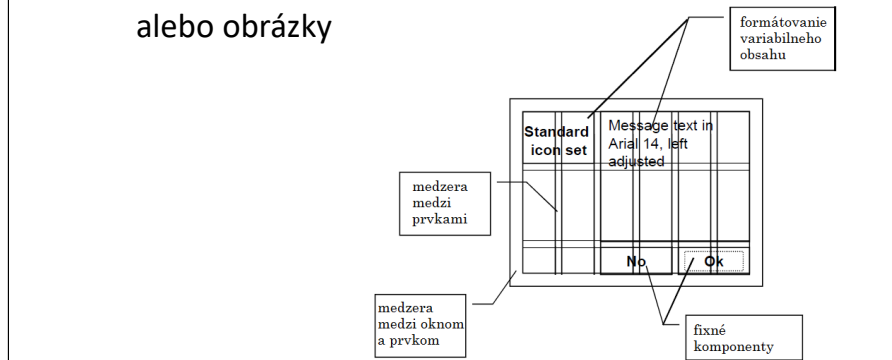 alebo obrázky
formátovanie
variabilneho
obsahu
Standard
icon set
Message text in
Arial 14, left
adjusted
medzera
medzi
prvkami
No
Ok
medzera
medzi oknom
a prvkom
fixné
komponenty